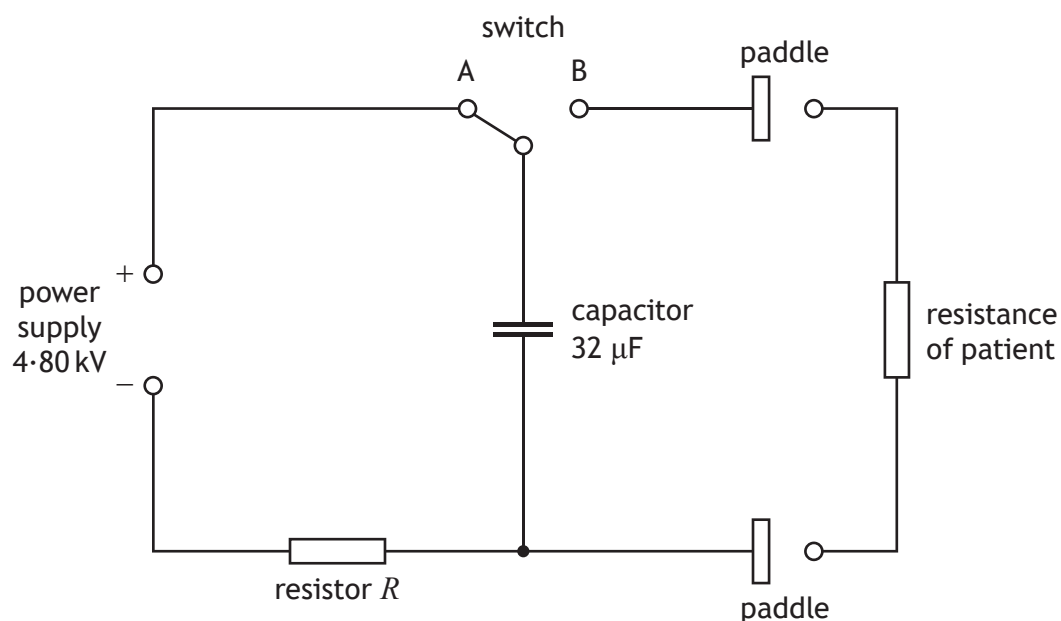 switch
A
B
paddle
+
power
supply
4·80 kV
−
capacitor
32 μF
resistance
of patient
resistor R
paddle